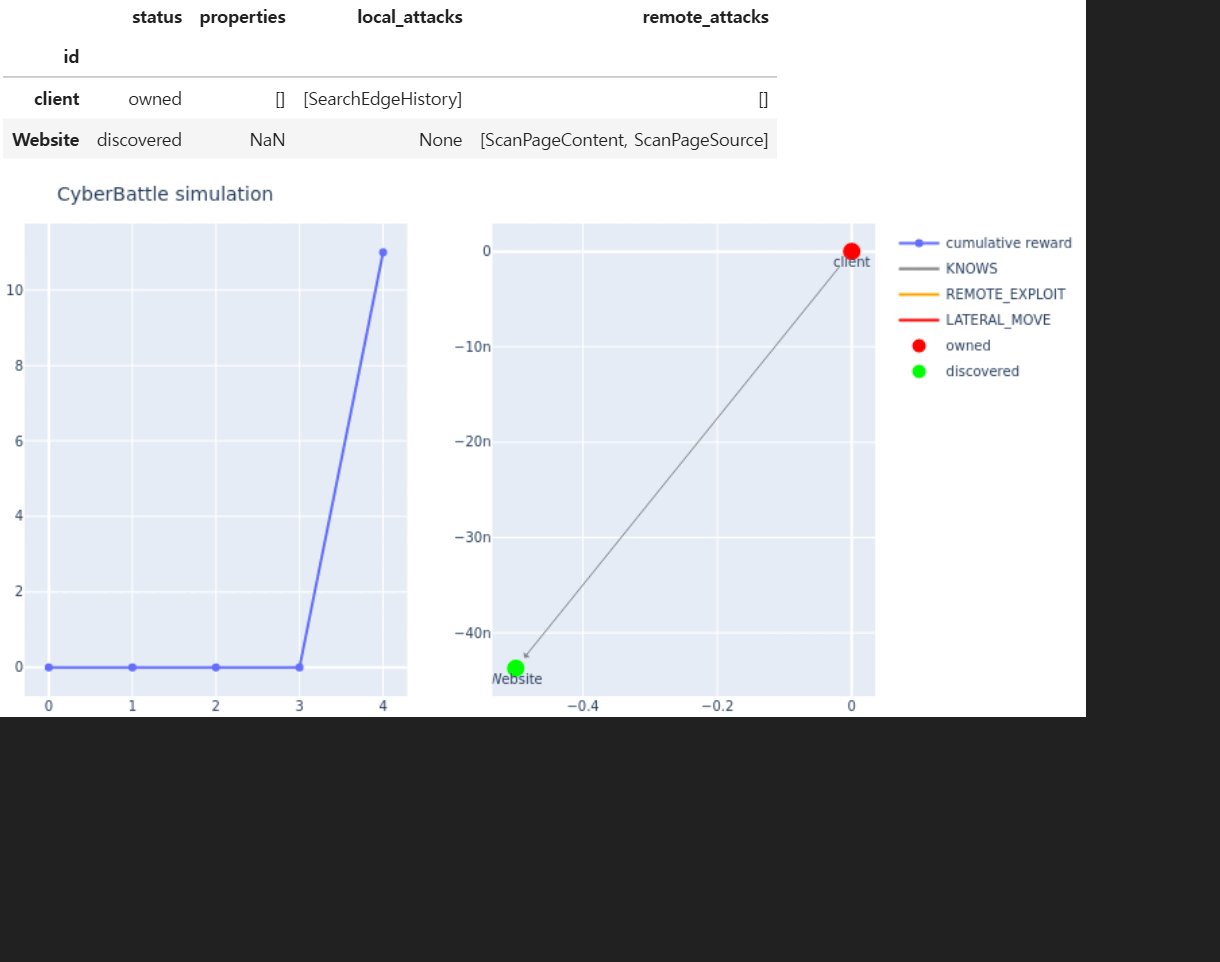 status properties local_attacks remote_attacks
id
client owned [] [SearchEdgeHistory] []
Website discovered NaN None [ScanPageContent, ScanPageSource]
CyberBattle simulation
10
8
6
4
2
0
0 1 2 3 4
0
−10n
−20n
−30n
−40n
−0.4 −0.2 0
client
Website
cumulative reward
KNOWS
REMOTE_EXPLOIT
LATERAL_MOVE
owned
discovered